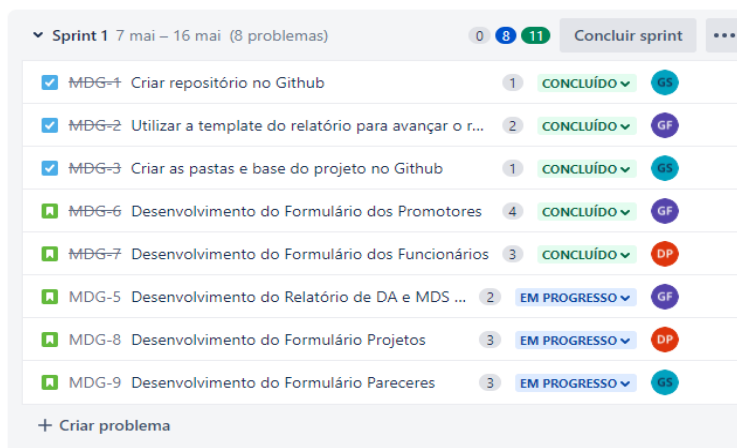 Sprint 1 7 mai – 16 mai (8 problemas) 0 8 11 Concluir sprint •••
MDG-1 Criar repositório no Github 1 CONCLUÍDO GS
MDG-2 Utilizar a template do relatório para avançar o r... 2 CONCLUÍDO GF
MDG-3 Criar as pastas e base do projeto no Github 1 CONCLUÍDO GS
MDG-6 Desenvolvimento do Formulário dos Promotores 4 CONCLUÍDO GF
MDG-7 Desenvolvimento do Formulário dos Funcionários 3 CONCLUÍDO DP
MDG-5 Desenvolvimento do Relatório de DA e MDS ... 2 EM PROGRESSO GF
MDG-8 Desenvolvimento do Formulário Projetos 3 EM PROGRESSO DP
MDG-9 Desenvolvimento do Formulário Pareceres 3 EM PROGRESSO GS
+ Criar problema